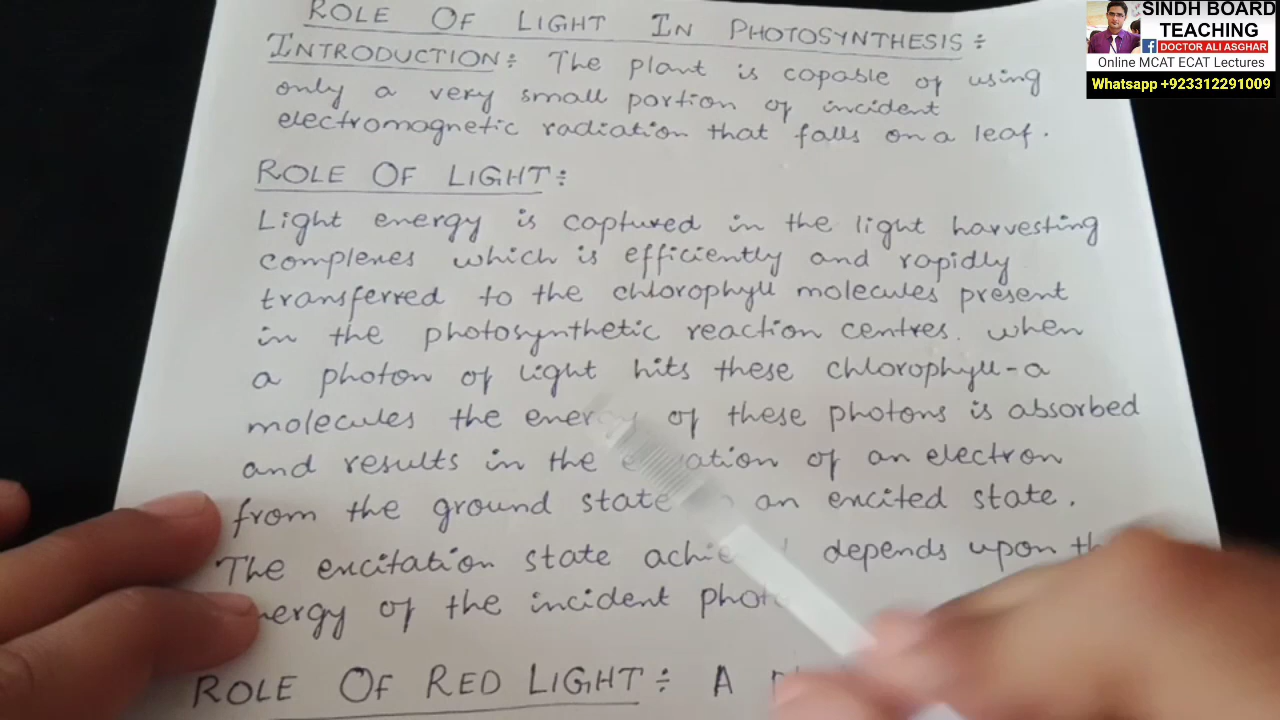 ROLE OF LIGHT IN PHOTOSYNTHESIS:
INTRODUCTION: The plant is capable of using
only a very small portion of incident
electromagnetic radiation that falls on a leaf.
ROLE OF LIGHT:
Light energy is captured in the light harvesting
complexes which is efficiently and rapidly
transferred to the chlorophyll molecules present
in the photosynthetic reaction centres. When
a photon of light hits these chlorophyll-a
molecules the energy of these photons is absorbed
and results in the of an electron
from the ground state an excited state.
The excitation state depends upon
of the incident
ROLE OF RED LIGHT: A
SINDH BOARD
TEACHING
f DOCTOR ALI ASGHAR
Online MCAT ECAT Lectures
Whatsapp +923312291009